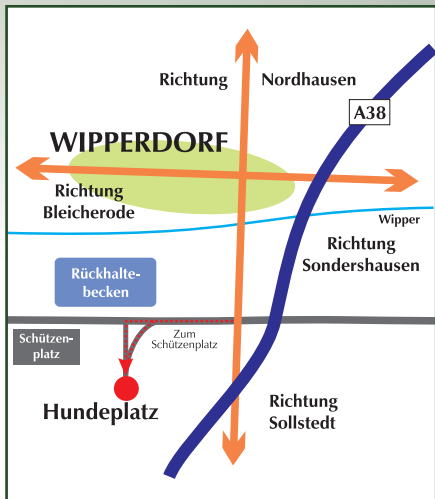 Richtung Nordhausen
A38
WIPPERDORF
Richtung
Bleicherode
Wipper
Richtung
Sondershausen
Rückhalte-
becken
Schützen-
platz
Zum
Schützenplatz
Hundeplatz
Richtung
Sollstedt